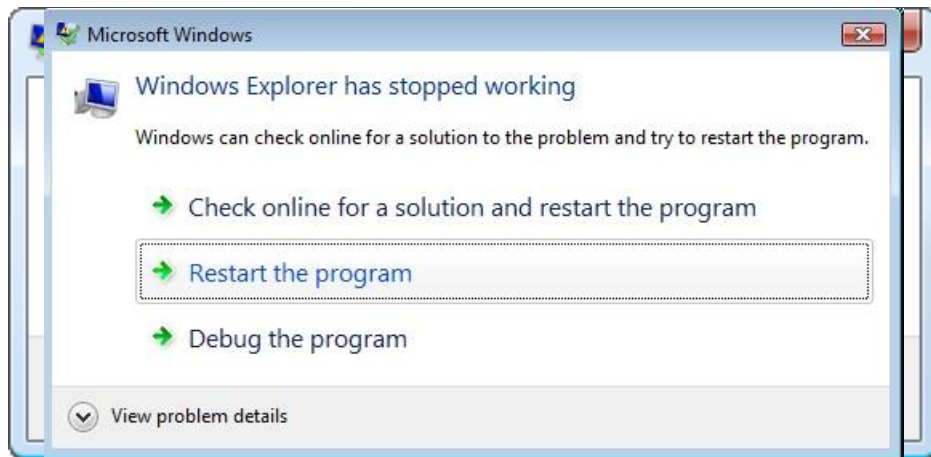 Microsoft Windows
Windows Explorer has stopped working
Windows can check online for a solution to the problem and try to restart the program.
Check online for a solution and restart the program
Restart the program
Debug the program
View problem details